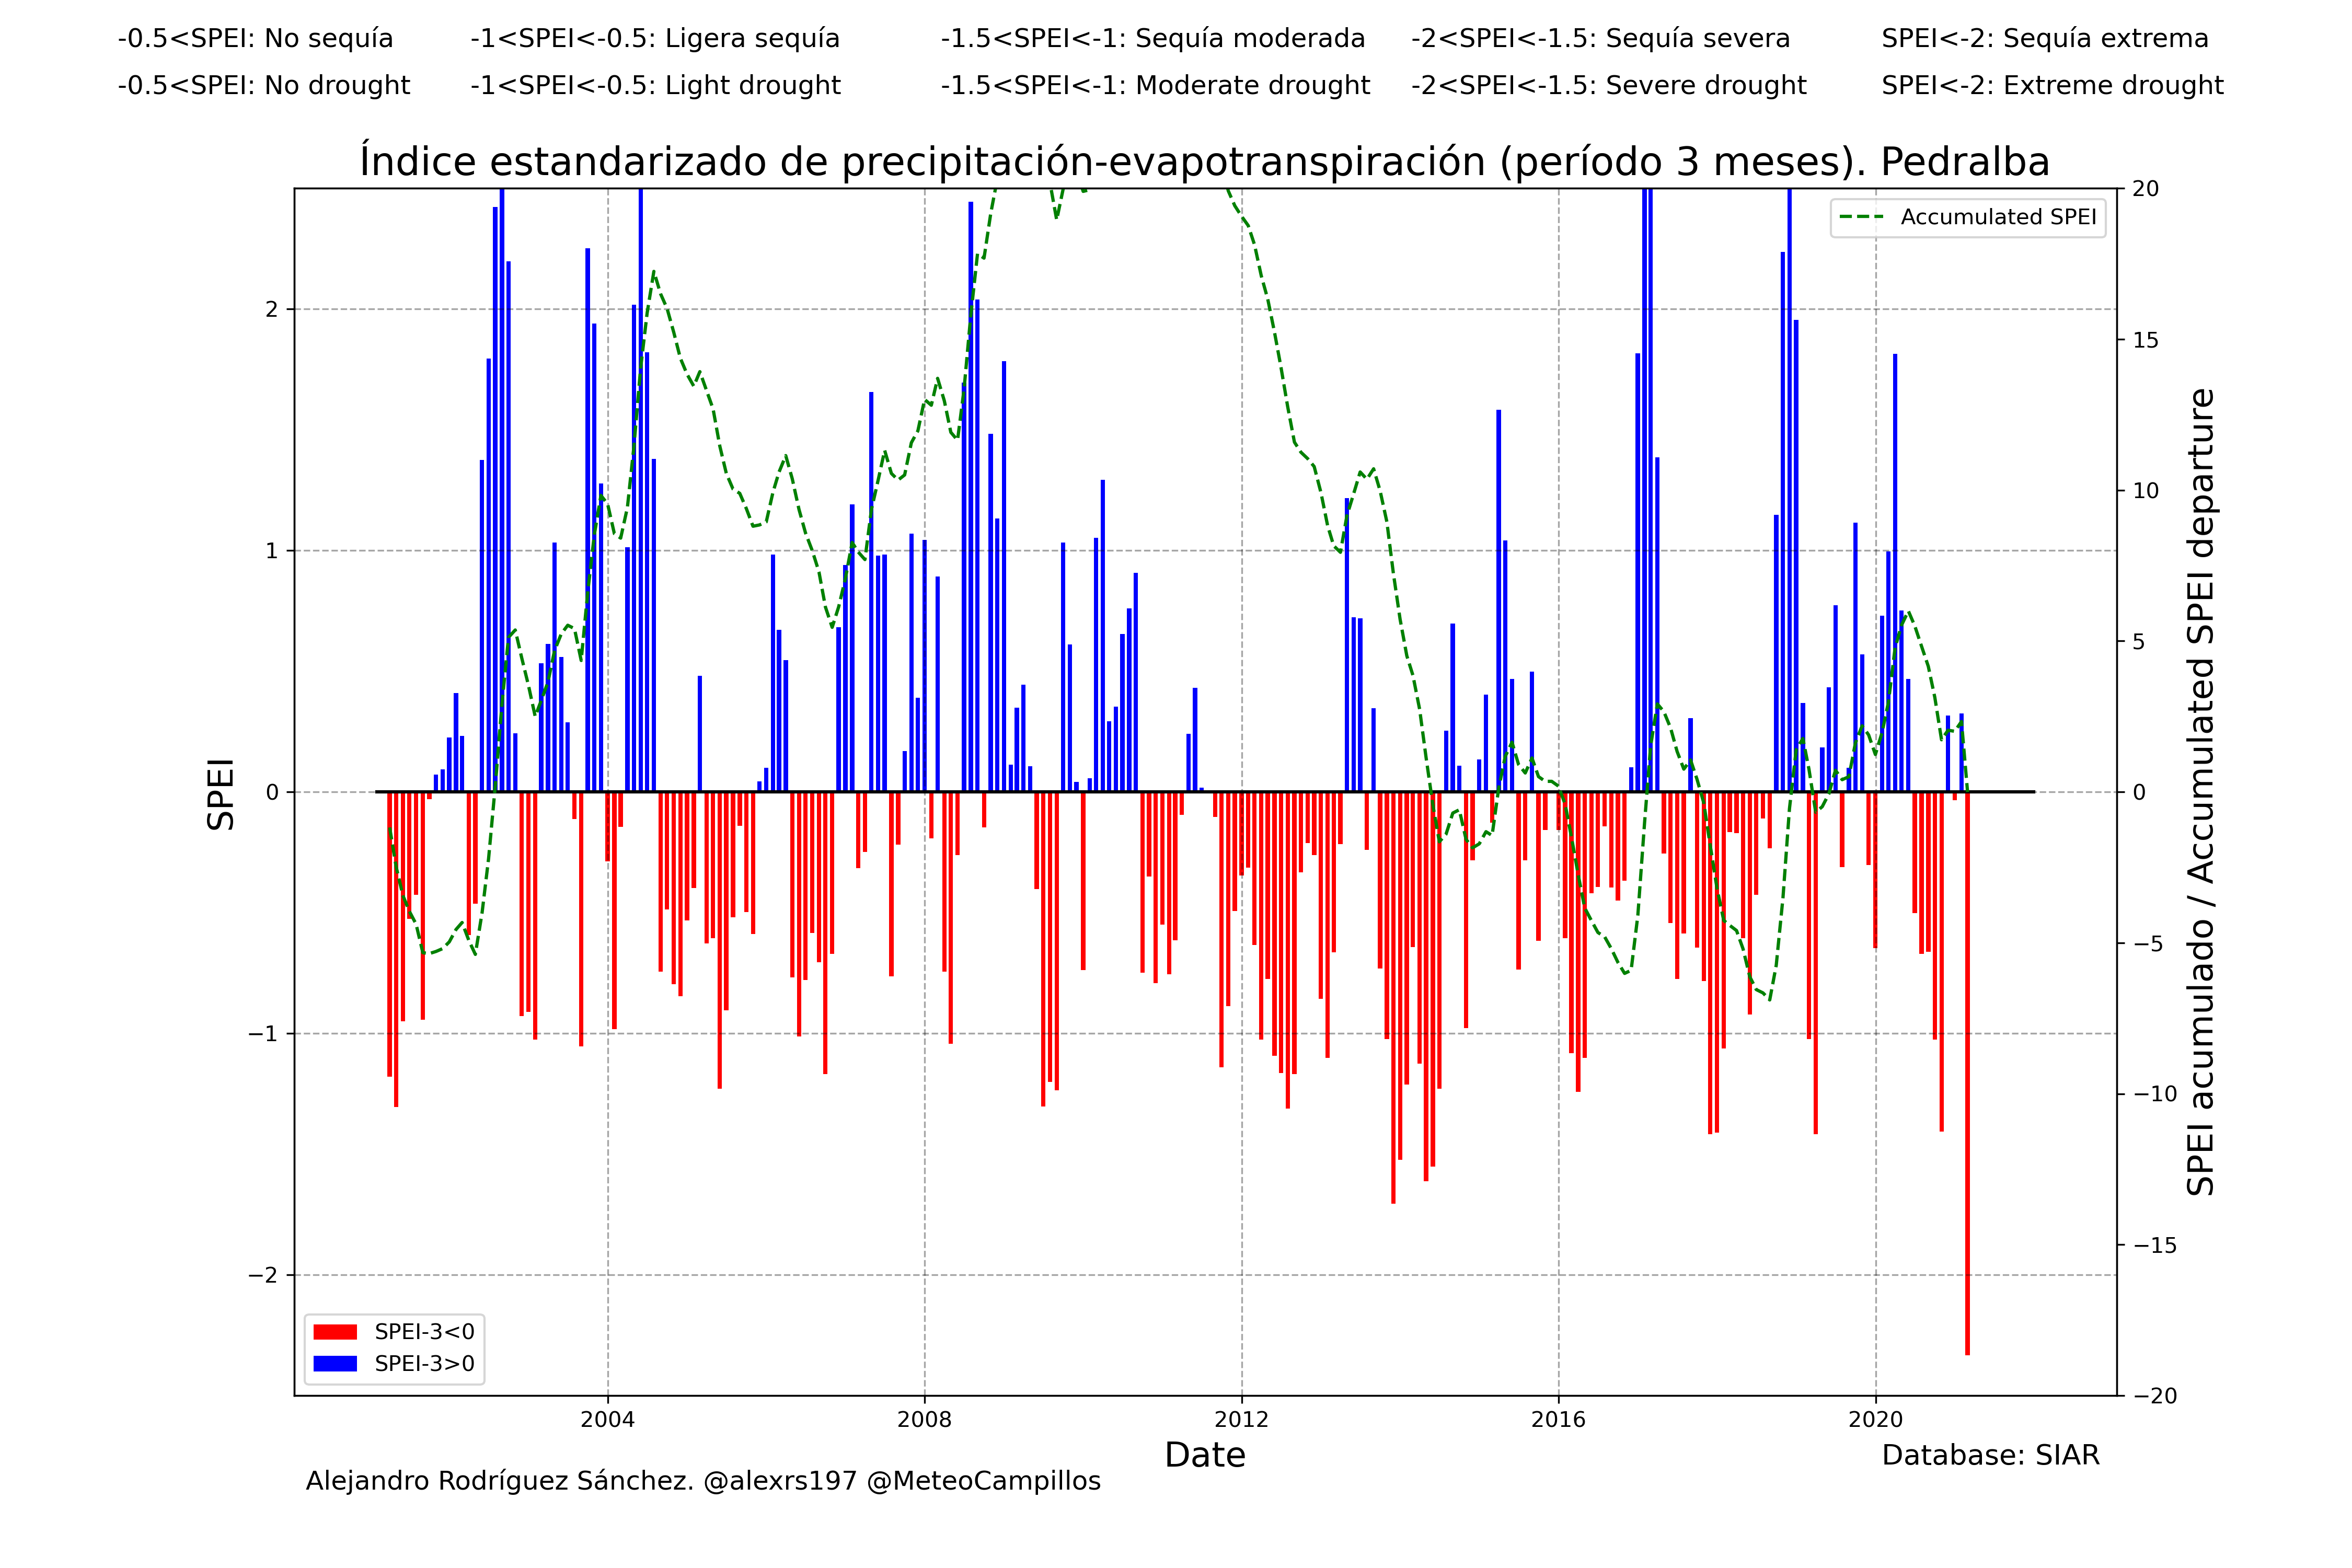 -0.5<SPEI: No sequía -1<SPEI<-0.5: Ligera sequía -1.5<SPEI<-1: Sequía moderada -2<SPEI<-1.5: Sequía severa SPEI<-2: Sequía extrema
-0.5<SPEI: No drought -1<SPEI<-0.5: Light drought -1.5<SPEI<-1: Moderate drought -2<SPEI<-1.5: Severe drought SPEI<-2: Extreme drought
Índice estandarizado de precipitación-evapotranspiración (período 3 meses). Pedralba
Accumulated SPEI
SPEI
2
1
0
−1
−2
20
15
10
5
0
−5
−10
−15
−20
SPEI acumulado / Accumulated SPEI departure
SPEI-3<0
SPEI-3>0
2004 2008 2012 2016 2020
Date
Database: SIAR
Alejandro Rodríguez Sánchez. @alexrs197 @MeteoCampillos